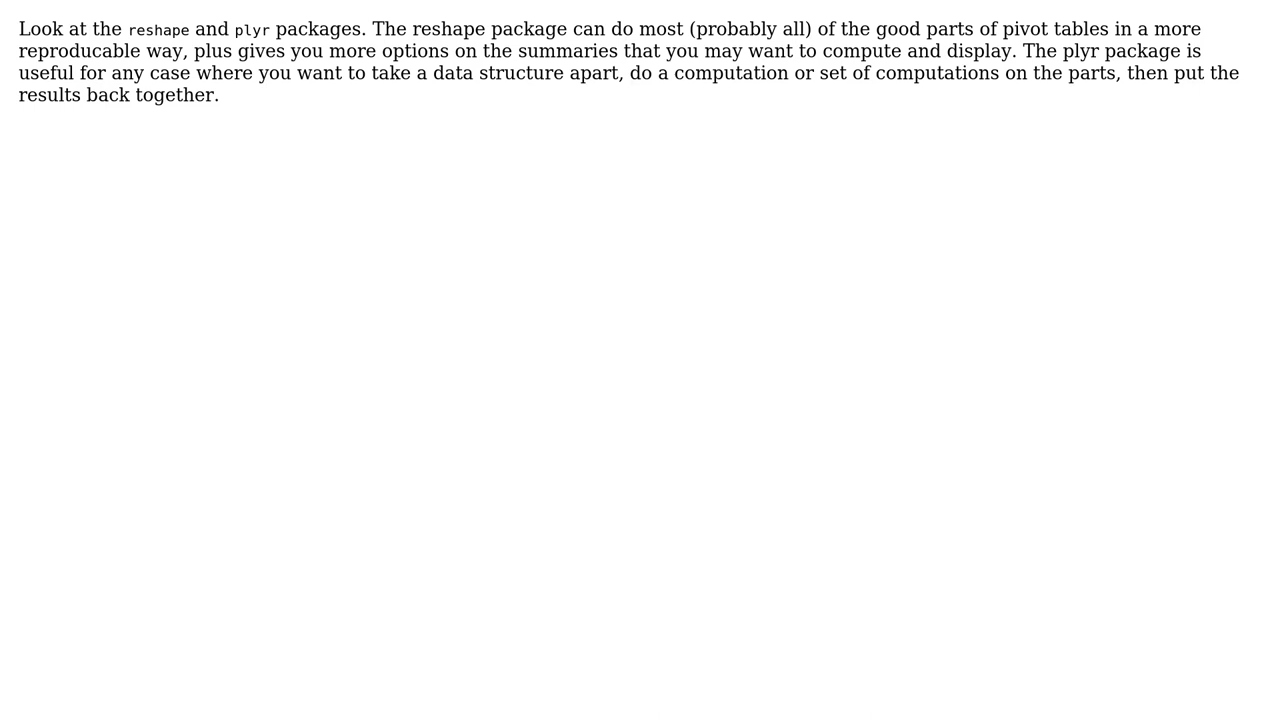 Look at the reshape and plyr packages. The reshape package can do most (probably all) of the good parts of pivot tables in a more
reproducable way, plus gives you more options on the summaries that you may want to compute and display. The plyr package is
useful for any case where you want to take a data structure apart, do a computation or set of computations on the parts, then put the
results back together.